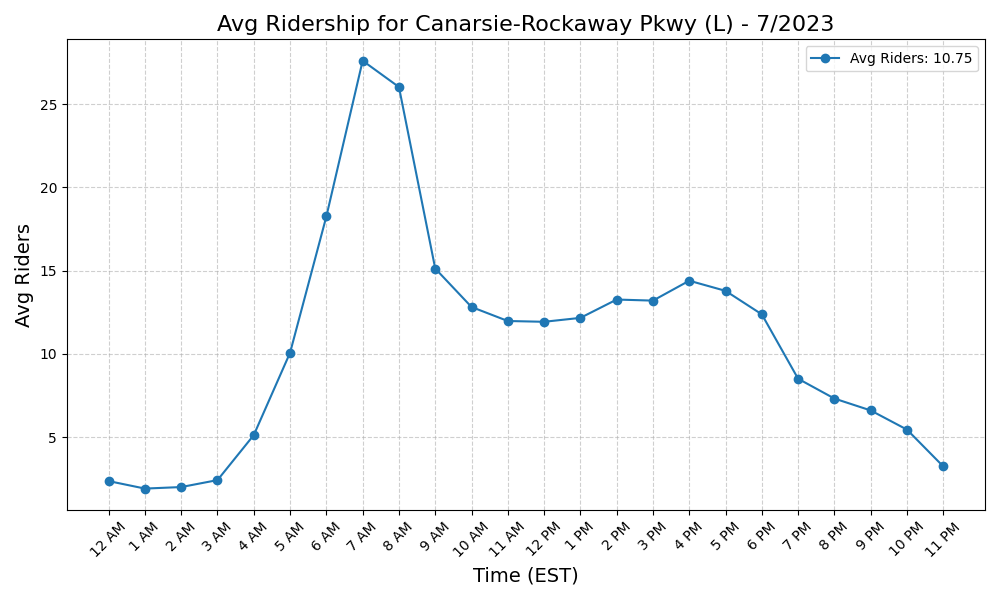 Avg Ridership for Canarsie-Rockaway Pkwy (L) - 7/2023
Avg Riders: 10.75
Avg Riders
25
20
15
10
5
12 AM
1 AM
2 AM
3 AM
4 AM
5 AM
6 AM
7 AM
8 AM
9 AM
10 AM
11 AM
12 PM
1 PM
2 PM
3 PM
4 PM
5 PM
6 PM
7 PM
8 PM
9 PM
10 PM
11 PM
Time (EST)